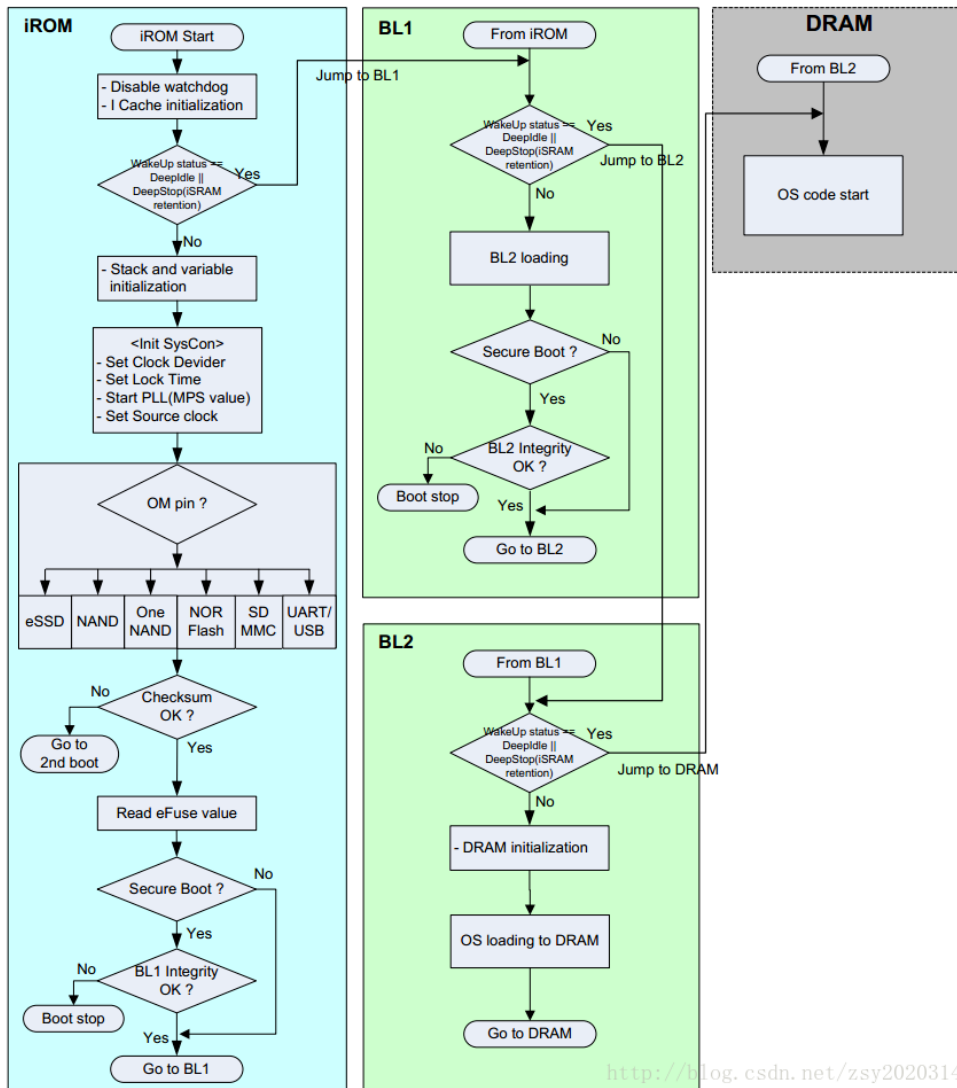 iROM
iROM Start
- Disable watchdog
- I Cache initialization
WakeUp status ==
DeepIdle ||
DeepStop(iSRAM
retention)
Yes
Jump to BL1
No
- Stack and variable
initialization
<Init SysCon>
- Set Clock Devider
- Set Lock Time
- Start PLL(MPS value)
- Set Source clock
OM pin ?
eSSD
NAND
One
NAND
NOR
Flash
SD
MMC
UART/
USB
Checksum
OK ?
No
Go to
2nd boot
Yes
Read eFuse value
Secure Boot ?
No
Yes
BL1 Integrity
OK ?
No
Boot stop
Yes
Go to BL1
BL1
From iROM
WakeUp status ==
DeepIdle ||
DeepStop(iSRAM
retention)
Yes
Jump to BL2
No
BL2 loading
Secure Boot ?
No
Yes
BL2 Integrity
OK ?
No
Boot stop
Yes
Go to BL2
BL2
From BL1
WakeUp status ==
DeepIdle ||
DeepStop(iSRAM
retention)
Yes
Jump to DRAM
No
- DRAM initialization
OS loading to DRAM
Go to DRAM
DRAM
From BL2
OS code start
http://blog.csdn.net/zsy2020314